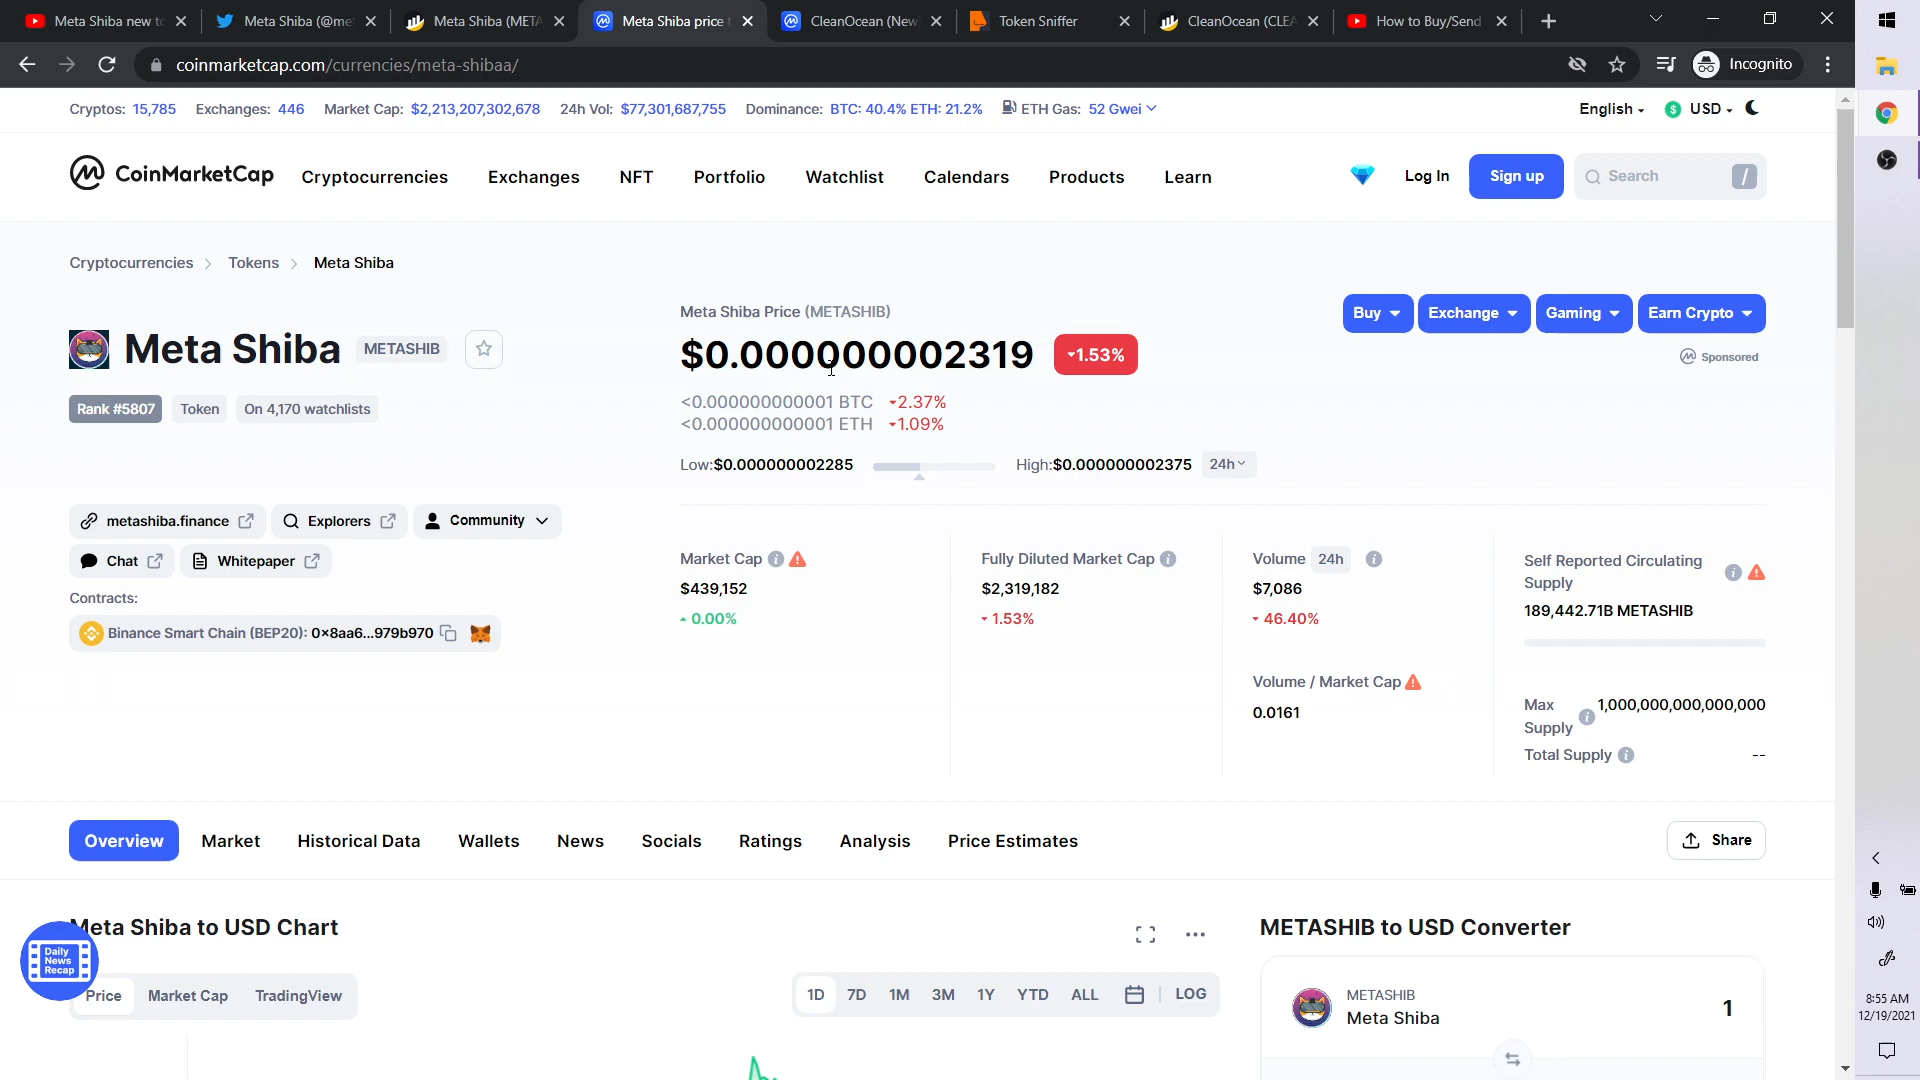 Meta Shiba new to
Meta Shiba (@me
Meta Shiba (META
Meta Shiba price t
CleanOcean (New
Token Sniffer
CleanOcean (CLEA
How to Buy/Send
coinmarketcap.com/currencies/meta-shibaa/
Incognito
Cryptos: 15,785 Exchanges: 446 Market Cap: $2,213,207,302,678 24h Vol: $77,301,687,755 Dominance: BTC: 40.4% ETH: 21.2% ETH Gas: 52 Gwei
English
$ USD
CoinMarketCap
Cryptocurrencies Exchanges NFT Portfolio Watchlist Calendars Products Learn
Log In
Sign up
Search /
Cryptocurrencies > Tokens > Meta Shiba
Meta Shiba METASHIB
Rank #5807 Token On 4,170 watchlists
Meta Shiba Price (METASHIB)
$0.000000002319 1.53%
<0.000000000001 BTC 2.37%
<0.000000000001 ETH 1.09%
Low:$0.000000002285 High:$0.000000002375 24h
Buy Exchange Gaming Earn Crypto
Sponsored
metashiba.finance Explorers Community
Chat Whitepaper
Contracts:
Binance Smart Chain (BEP20): 0x8aa6...979b970
Market Cap
$439,152
0.00%
Fully Diluted Market Cap
$2,319,182
1.53%
Volume 24h
$7,086
46.40%
Volume / Market Cap
0.0161
Self Reported Circulating
Supply
189,442.71B METASHIB
Max
Supply
1,000,000,000,000,000
Total Supply --
Overview Market Historical Data Wallets News Socials Ratings Analysis Price Estimates
Share
Meta Shiba to USD Chart
Daily
News
Recap
Price Market Cap TradingView
1D 7D 1M 3M 1Y YTD ALL LOG
METASHIB to USD Converter
METASHIB
Meta Shiba
1
8:55 AM
12/19/2021